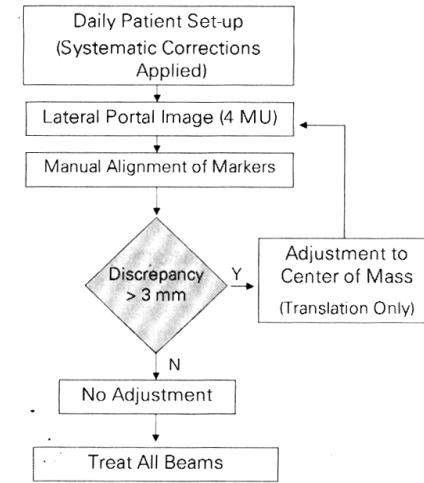 Daily Patient Set-up
(Systematic Corrections
Applied)
Lateral Portal Image (4 MU)
Manual Alignment of Markers
Discrepancy
> 3 mm
Y
Adjustment to
Center of Mass
(Translation Only)
N
No Adjustment
Treat All Beams